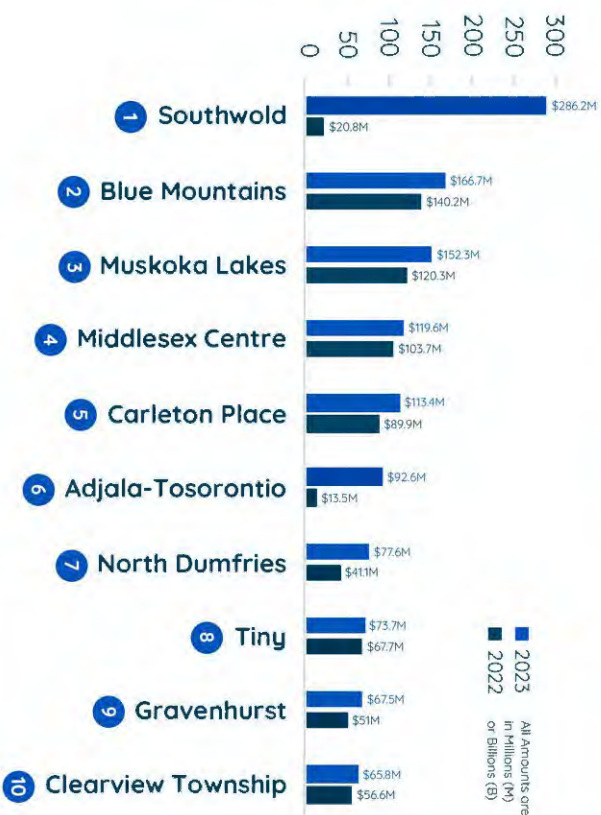 0
50
100
150
200
250
300
1 Southwold
$286.2M
$20.8M
2 Blue Mountains
$166.7M
$140.2M
3 Muskoka Lakes
$152.3M
$120.3M
4 Middlesex Centre
$119.6M
$103.7M
5 Carleton Place
$113.4M
$89.9M
6 Adjala-Tosorontio
$92.6M
$13.5M
7 North Dumfries
$77.6M
$41.1M
8 Tiny
$73.7M
$67.7M
9 Gravenhurst
$67.5M
$51M
10 Clearview Township
$65.8M
$56.6M
2023
2022
All Amounts are
in Millions (M)
or Billions (B)